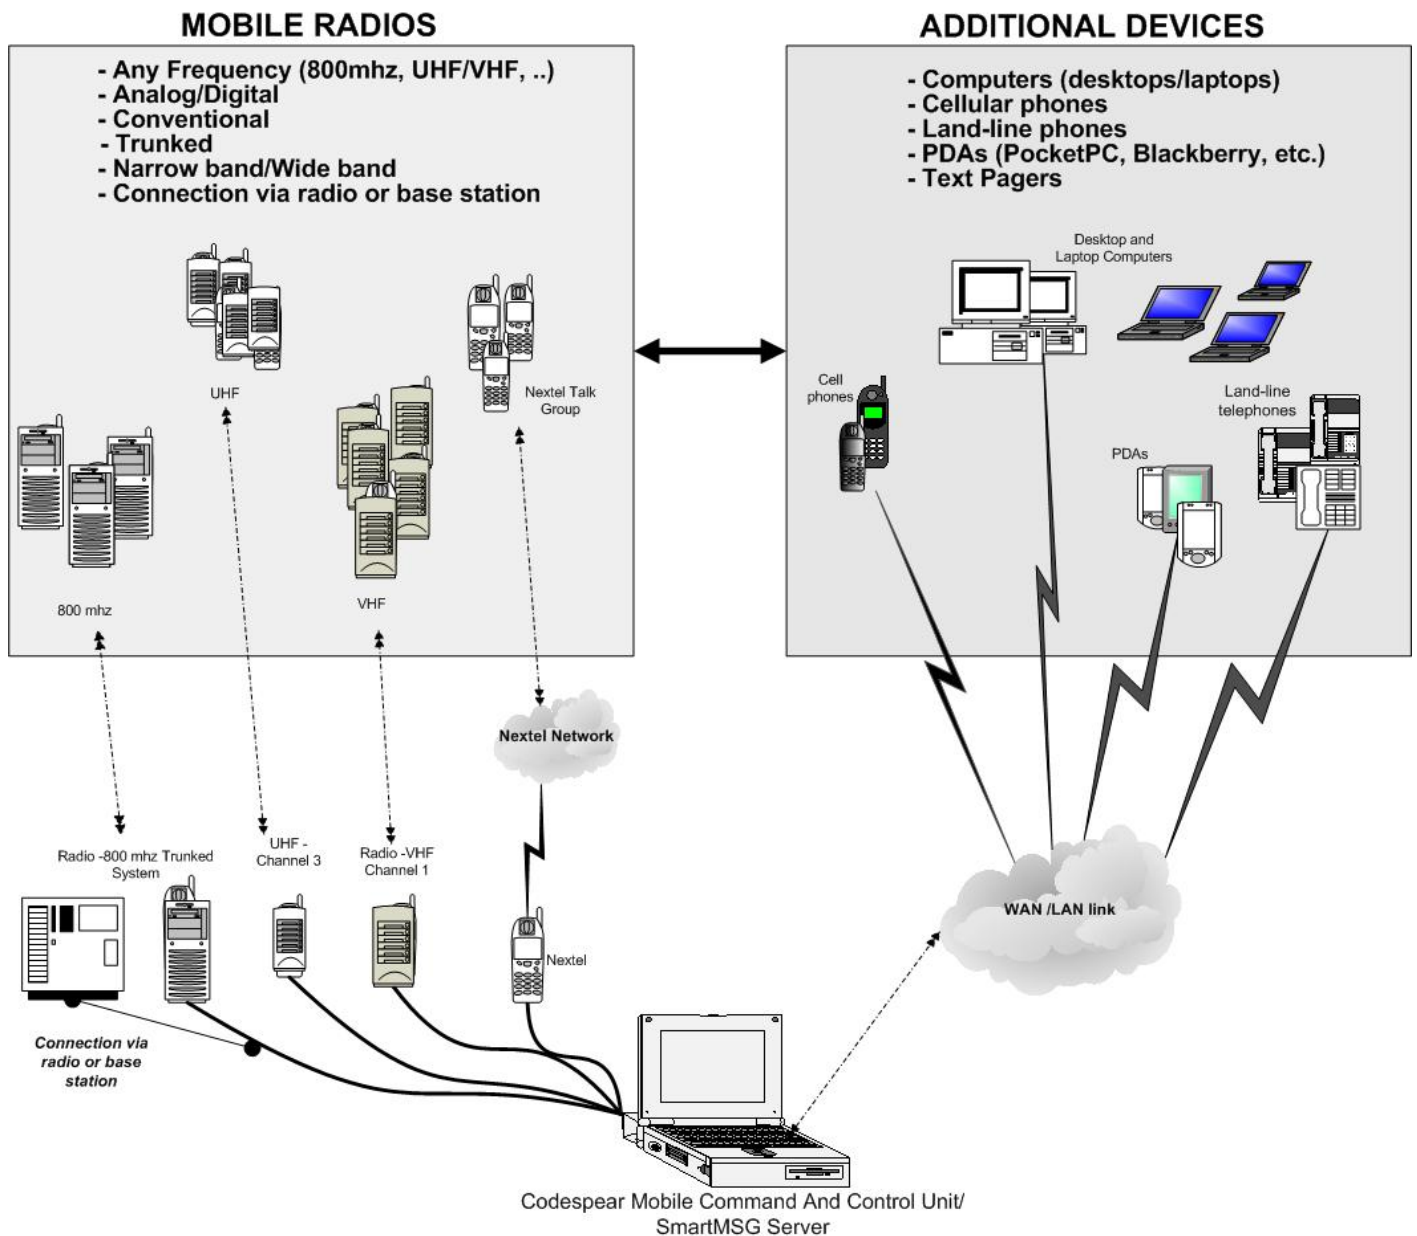 MOBILE RADIOS
- Any Frequency (800mhz, UHF/VHF, ..)
- Analog/Digital
- Conventional
- Trunked
- Narrow band/Wide band
- Connection via radio or base station
UHF
Nextel Talk
Group
800 mhz
VHF
ADDITIONAL DEVICES
- Computers (desktops/laptops)
- Cellular phones
- Land-line phones
- PDAs (PocketPC, Blackberry, etc.)
- Text Pagers
Desktop and
Laptop Computers
Cell
phones
Land-line
telephones
PDAs
Nextel Network
Radio -800 mhz Trunked
System
UHF -
Channel 3
Radio -VHF
Channel 1
Nextel
WAN /LAN link
Connection via
radio or base
station
Codespear Mobile Command And Control Unit/
SmartMSG Server